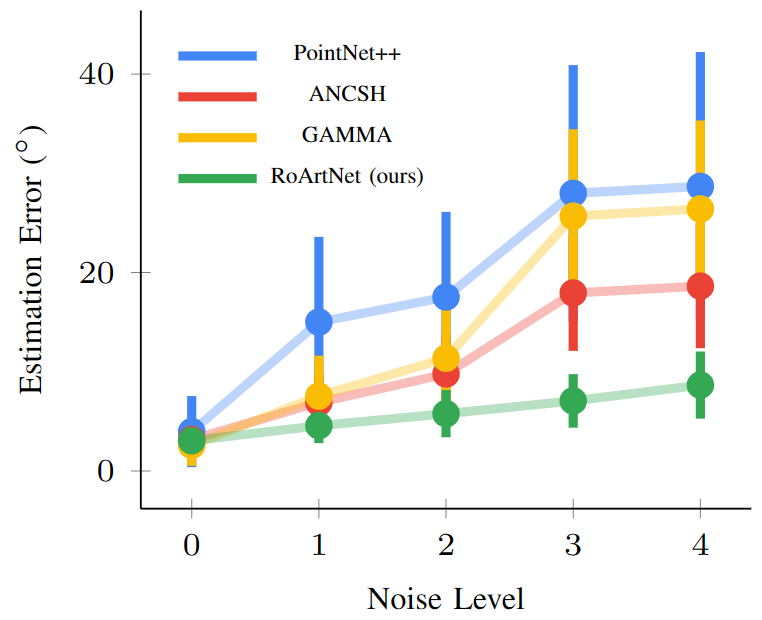 PointNet++
ANCSH
GAMMA
RoArtNet (ours)
Estimation Error (°)
40
20
0
0 1 2 3 4
Noise Level